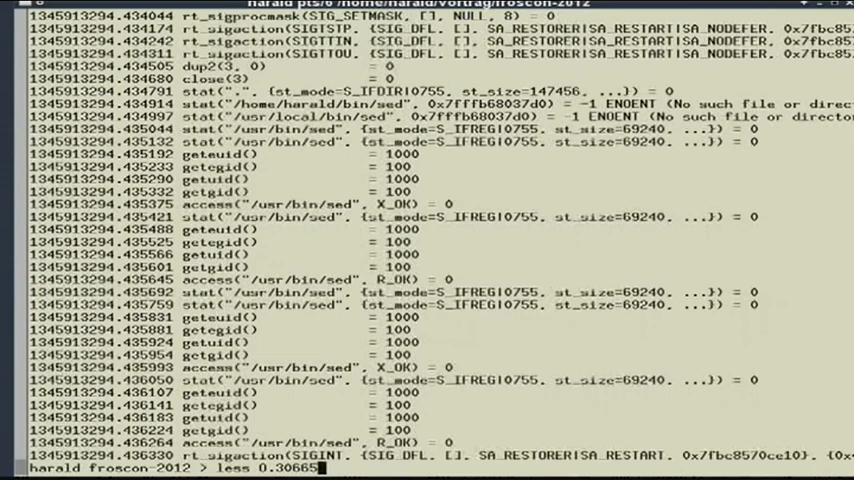 harald pts/6 /home/harald/vortrag/froscon-2012
1345913294.434044 rt_sigprocmask(SIG_SETMASK, [], NULL, 8) = 0
1345913294.434174 rt_sigaction(SIGTSTP, {SIG_DFL, [], SA_RESTORER|SA_RESTART|SA_NODEFER, 0x7fbc857
1345913294.434242 rt_sigaction(SIGTTIN, {SIG_DFL, [], SA_RESTORER|SA_RESTART|SA_NODEFER, 0x7fbc857
1345913294.434311 rt_sigaction(SIGTTOU, {SIG_DFL, [], SA_RESTORER|SA_RESTART|SA_NODEFER, 0x7fbc857
1345913294.434505 dup2(3, 0) = 0
1345913294.434680 close(3) = 0
1345913294.434791 stat(".", {st_mode=S_IFDIR|0755, st_size=147456, ...}) = 0
1345913294.434914 stat("/home/harald/bin/sed", 0x7fffb68037d0) = -1 ENOENT (No such file or direc
1345913294.434997 stat("/usr/local/bin/sed", 0x7fffb68037d0) = -1 ENOENT (No such file or directo
1345913294.435044 stat("/usr/bin/sed", {st_mode=S_IFREG|0755, st_size=69240, ...}) = 0
1345913294.435132 stat("/usr/bin/sed", {st_mode=S_IFREG|0755, st_size=69240, ...}) = 0
1345913294.435192 geteuid() = 1000
1345913294.435233 getegid() = 100
1345913294.435290 getuid() = 1000
1345913294.435332 getgid() = 100
1345913294.435375 access("/usr/bin/sed", X_OK) = 0
1345913294.435421 stat("/usr/bin/sed", {st_mode=S_IFREG|0755, st_size=69240, ...}) = 0
1345913294.435488 geteuid() = 1000
1345913294.435525 getegid() = 100
1345913294.435566 getuid() = 1000
1345913294.435601 getgid() = 100
1345913294.435645 access("/usr/bin/sed", R_OK) = 0
1345913294.435692 stat("/usr/bin/sed", {st_mode=S_IFREG|0755, st_size=69240, ...}) = 0
1345913294.435759 stat("/usr/bin/sed", {st_mode=S_IFREG|0755, st_size=69240, ...}) = 0
1345913294.435831 geteuid() = 1000
1345913294.435881 getegid() = 100
1345913294.435924 getuid() = 1000
1345913294.435954 getgid() = 100
1345913294.435993 access("/usr/bin/sed", X_OK) = 0
1345913294.436050 stat("/usr/bin/sed", {st_mode=S_IFREG|0755, st_size=69240, ...}) = 0
1345913294.436107 geteuid() = 1000
1345913294.436141 getegid() = 100
1345913294.436183 getuid() = 1000
1345913294.436224 getgid() = 100
1345913294.436264 access("/usr/bin/sed", R_OK) = 0
1345913294.436330 rt_sigaction(SIGINT, {SIG_DFL, [], SA_RESTORER|SA_RESTART, 0x7fbc8570ce10}, {0x
harald froscon-2012 > less 0.30665